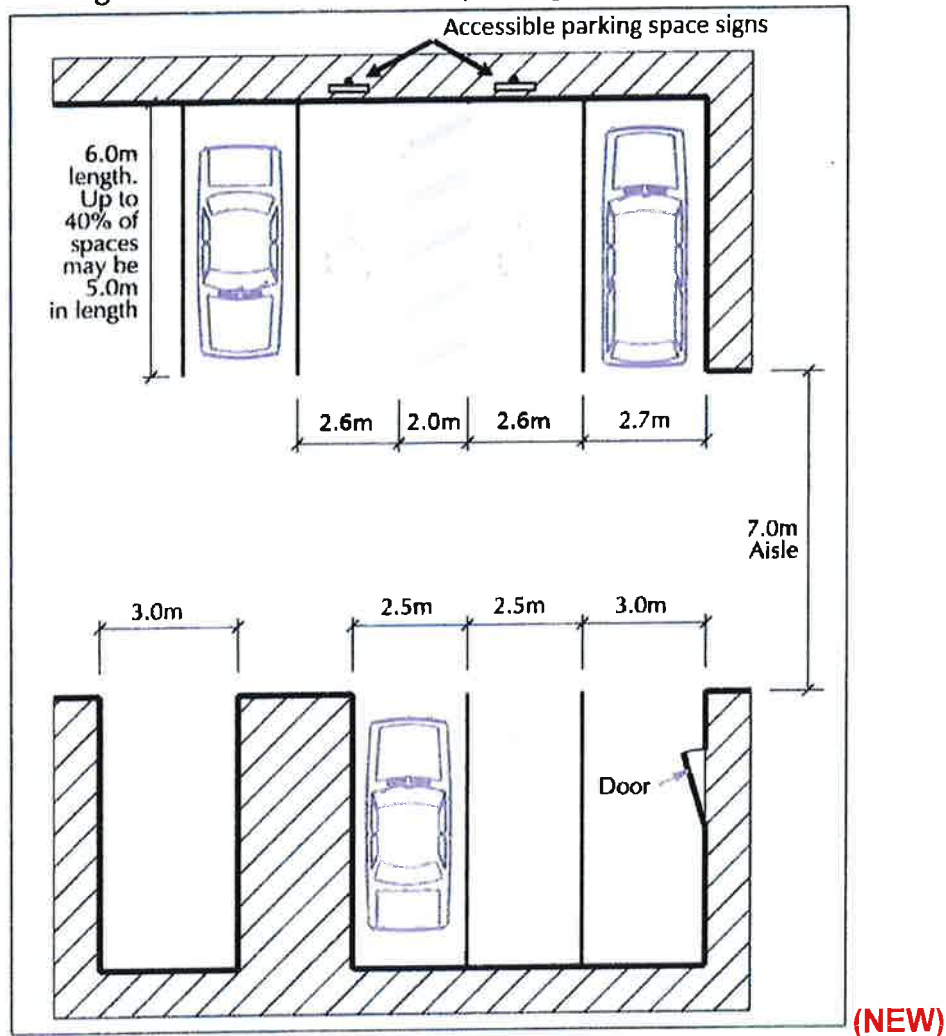 Accessible parking space signs
6.0m
length.
Up to
40% of
spaces
may be
5.0m
in length
2.6m
2.0m
2.6m
2.7m
7.0m
Aisle
3.0m
2.5m
2.5m
3.0m
Door
(NEW)